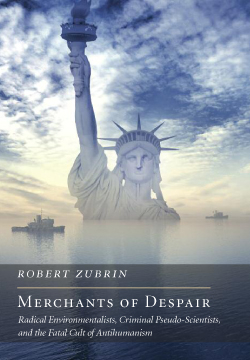 ROBERT ZUBRIN
MERCHANTS OF DESPAIR
Radical Environmentalists, Criminal Pseudo-Scientists,
and the Fatal Cult of Antihumanism